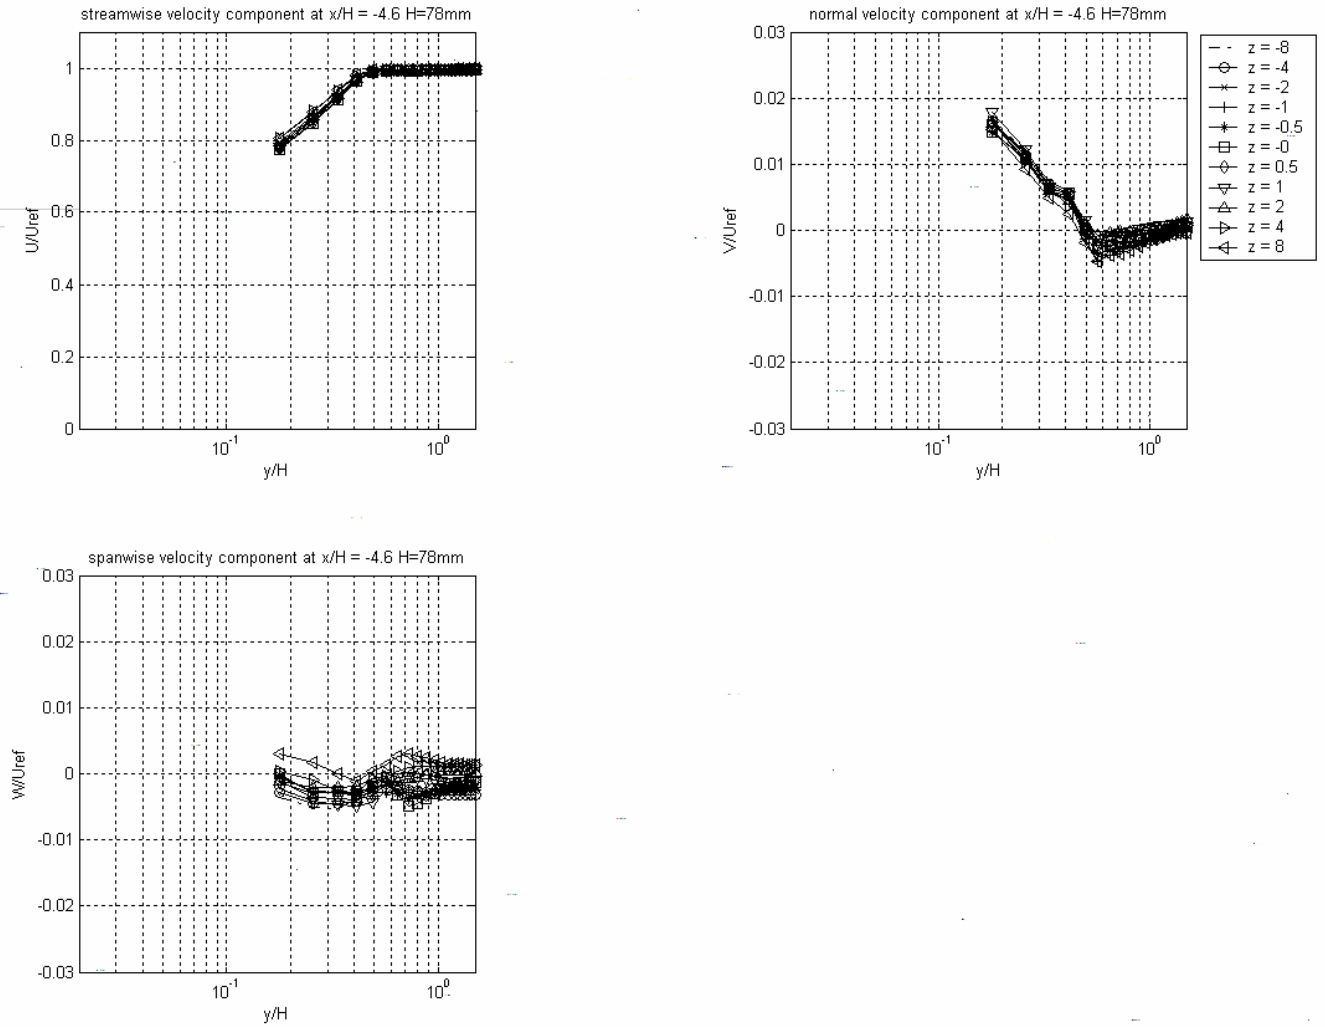 streamwise velocity component at x/H = -4.6 H=78mm
1
0.8
0.6
0.4
0.2
0
U/Uref
10^-1
10^0
y/H
normal velocity component at x/H = -4.6 H=78mm
0.03
0.02
0.01
0
-0.01
-0.02
-0.03
V/Uref
10^-1
10^0
y/H
z = -8
z = -4
z = -2
z = -1
z = -0.5
z = -0
z = 0.5
z = 1
z = 2
z = 4
z = 8
spanwise velocity component at x/H = -4.6 H=78mm
0.03
0.02
0.01
0
-0.01
-0.02
-0.03
W/Uref
10^-1
10^0
y/H